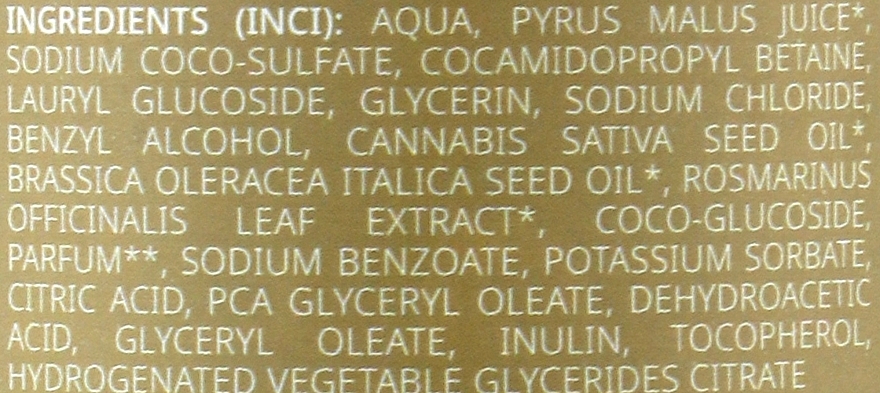 INGREDIENTS (INCI): AQUA, PYRUS MALUS JUICE*,
SODIUM COCO-SULFATE, COCAMIDOPROPYL BETAINE,
LAURYL GLUCOSIDE, GLYCERIN, SODIUM CHLORIDE,
BENZYL ALCOHOL, CANNABIS SATIVA SEED OIL*,
BRASSICA OLERACEA ITALICA SEED OIL*, ROSMARINUS
OFFICINALIS LEAF EXTRACT*, COCO-GLUCOSIDE,
PARFUM**, SODIUM BENZOATE, POTASSIUM SORBATE,
CITRIC ACID, PCA GLYCERYL OLEATE, DEHYDROACETIC
ACID, GLYCERYL OLEATE, INULIN, TOCOPHEROL,
HYDROGENATED VEGETABLE GLYCERIDES CITRATE